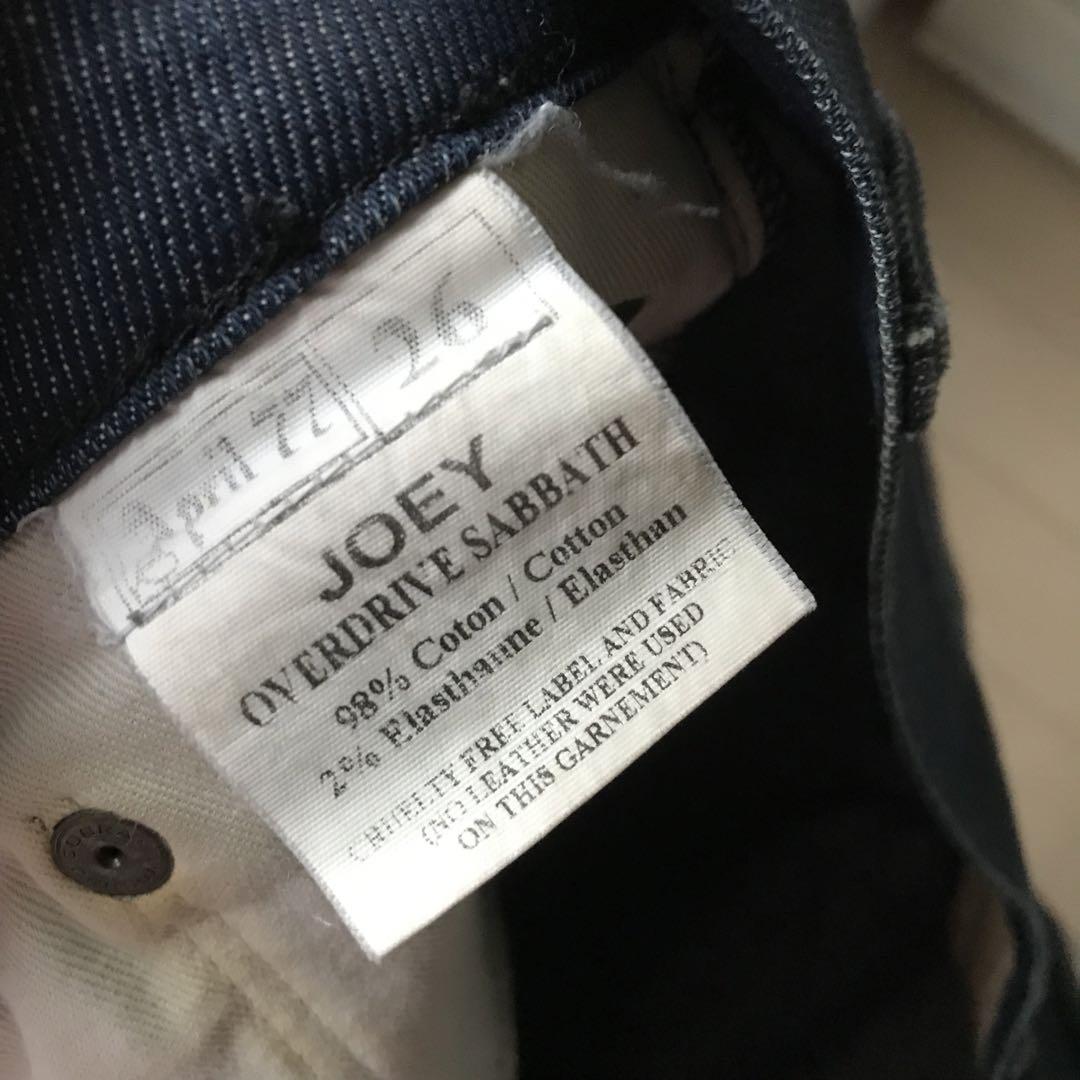 April 77
26
JOEY
OVERDRIVE SABBATH
98% Coton / Cotton
2% Elasthanne / Elasthan
CRUELTY FREE LABEL AND FABRIC
(NO LEATHER WERE USED
ON THIS GARNEMENT)